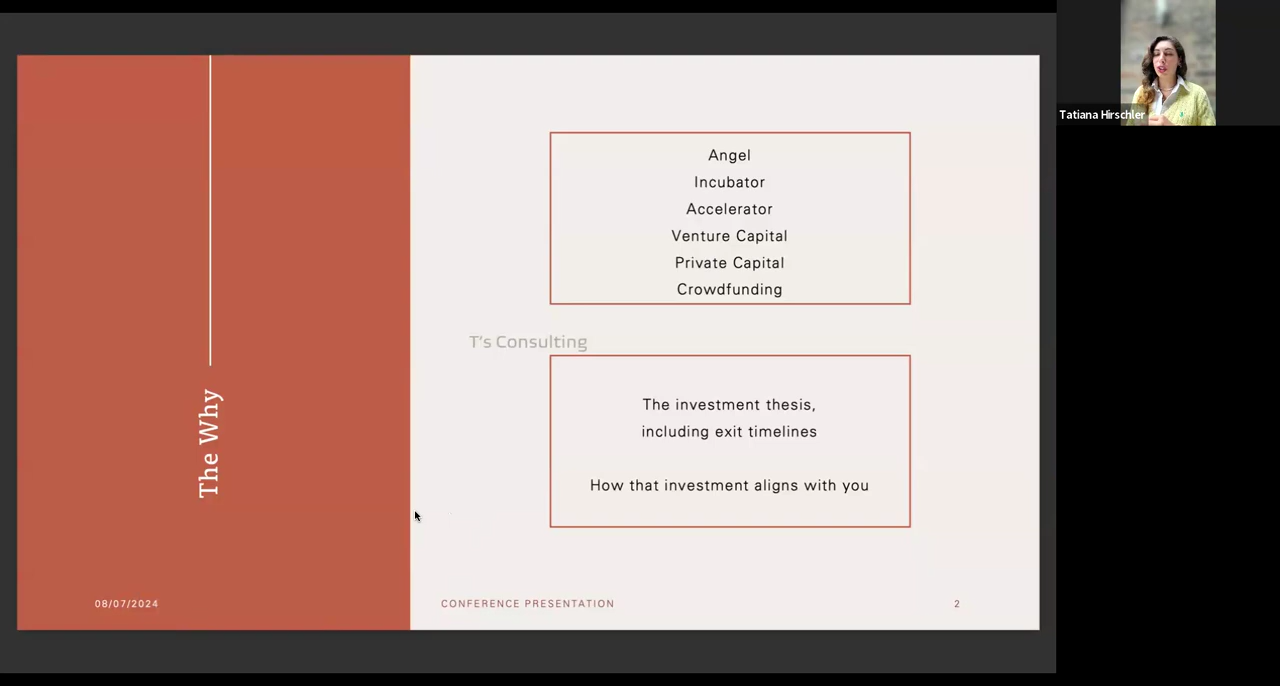 Angel
Incubator
Accelerator
Venture Capital
Private Capital
Crowdfunding
T's Consulting
The investment thesis,
including exit timelines
How that investment aligns with you
The Why
08/07/2024
CONFERENCE PRESENTATION
2
Tatiana Hirschler